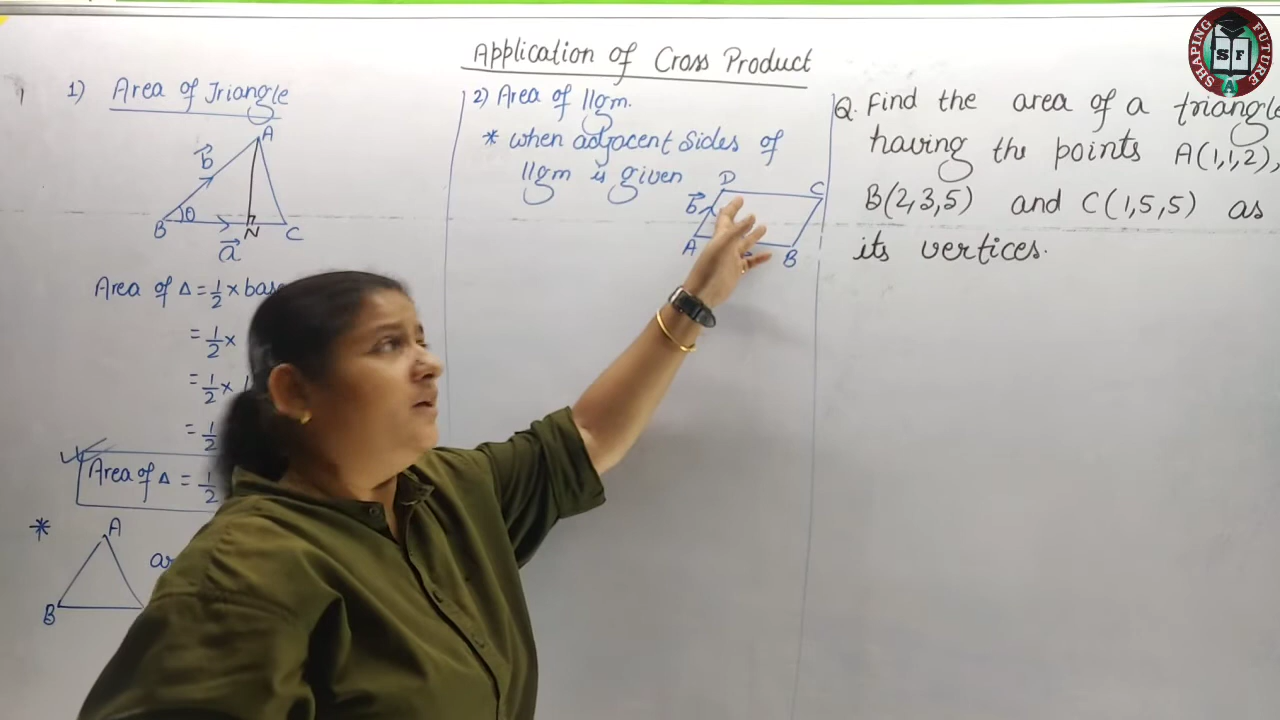 Application of Cross Product
1) Area of Triangle
A
b
θ
B
N
C
a
Area of Δ = 1/2 × base
= 1/2 ×
= 1/2 ×
= 1/2
Area of Δ = 1/2
*
A
B
2) Area of llgm.
* when adjacent sides of
llgm is given
D
C
b
A
B
Q. Find the area of a triangle
having the points A(1,1,2),
B(2,3,5) and C(1,5,5) as
its vertices.
SHAPING FUTURE
S F
A